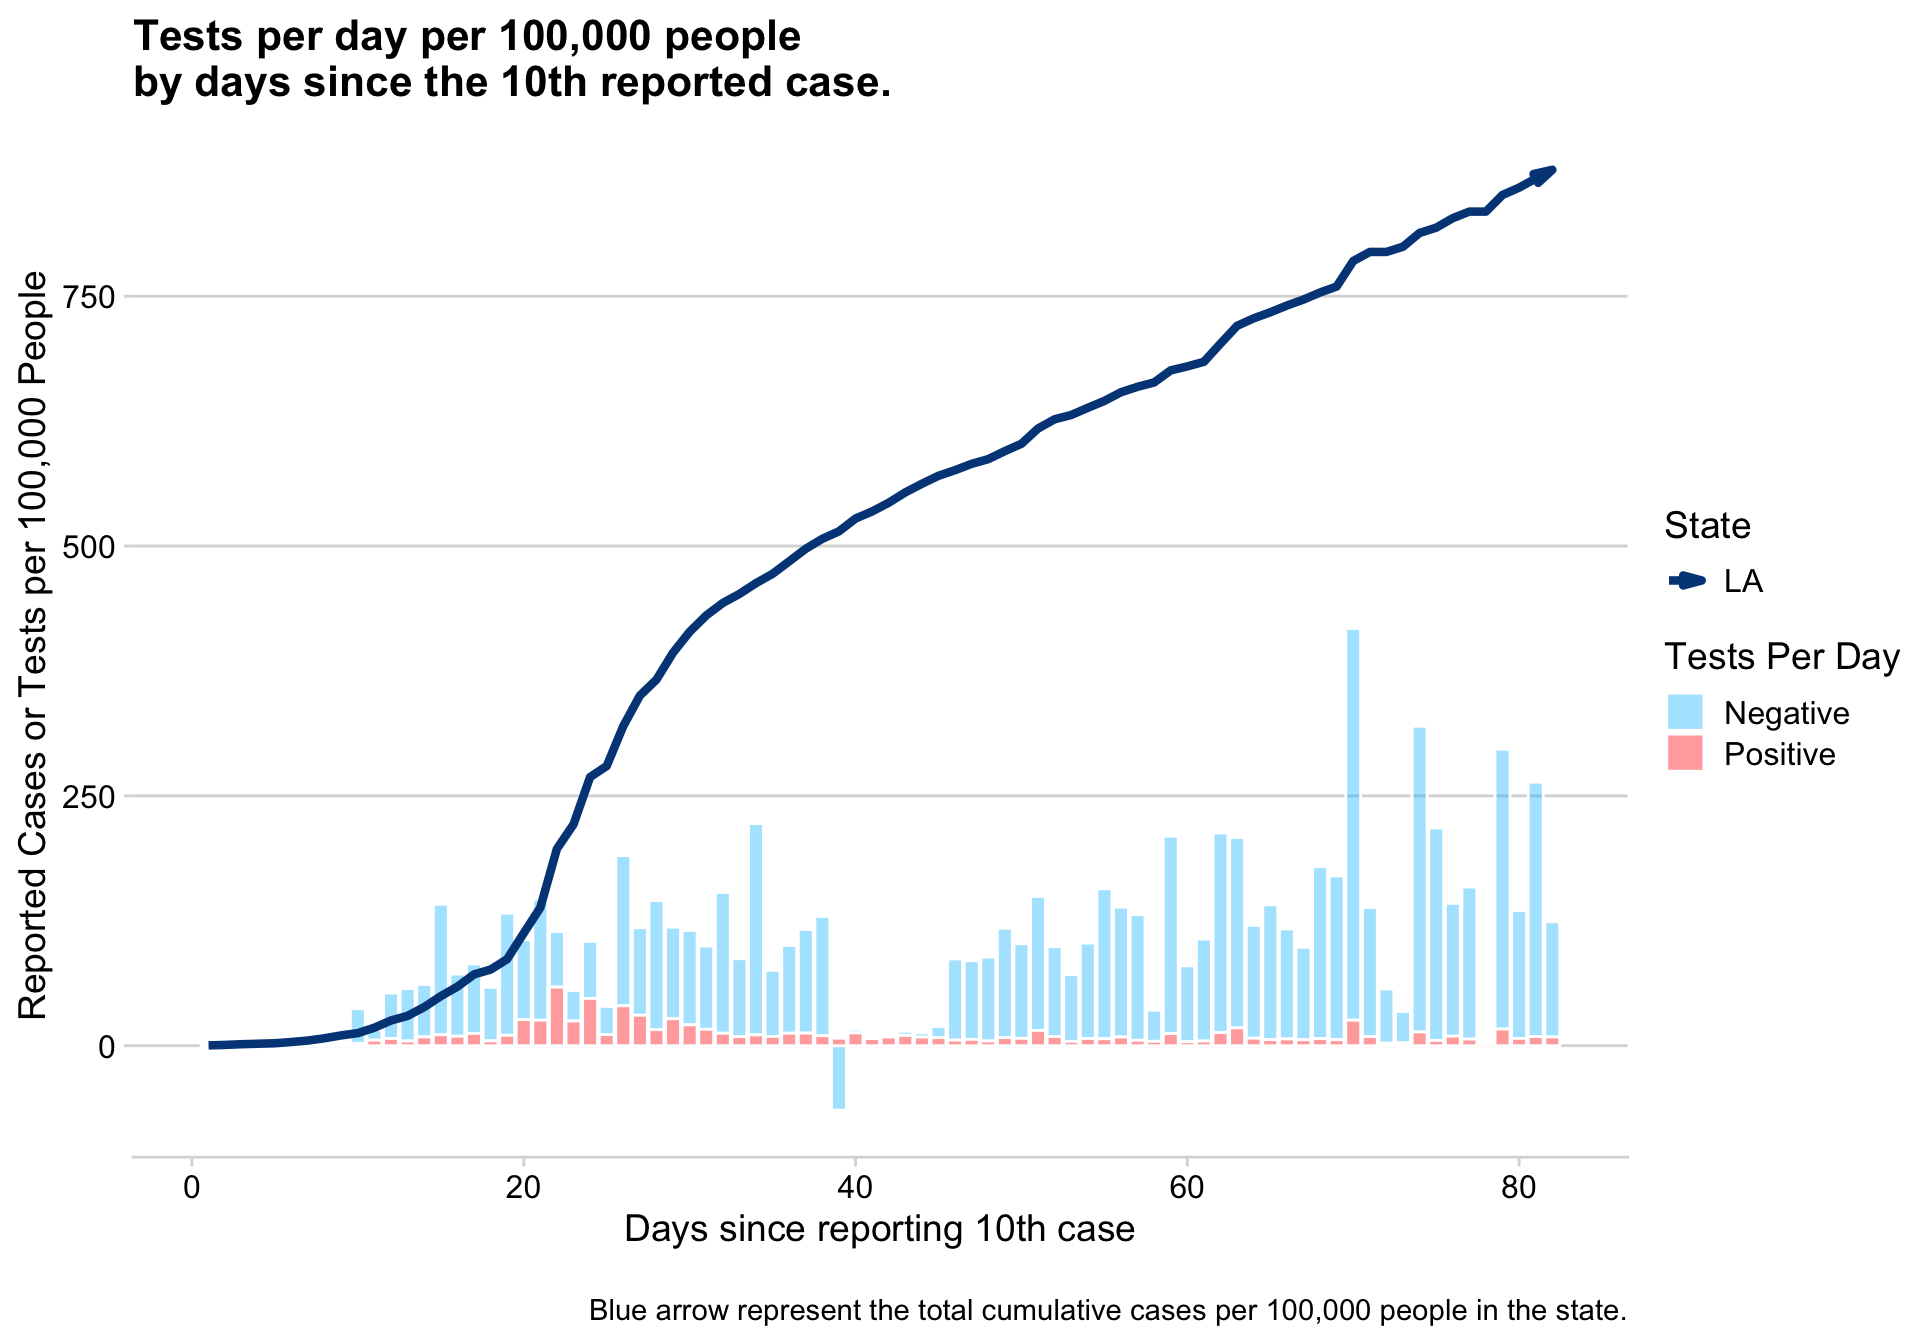 Tests per day per 100,000 people
by days since the 10th reported case.
Reported Cases or Tests per 100,000 People
750
500
250
0
0
20
40
60
80
Days since reporting 10th case
State
LA
Tests Per Day
Negative
Positive
Blue arrow represent the total cumulative cases per 100,000 people in the state.